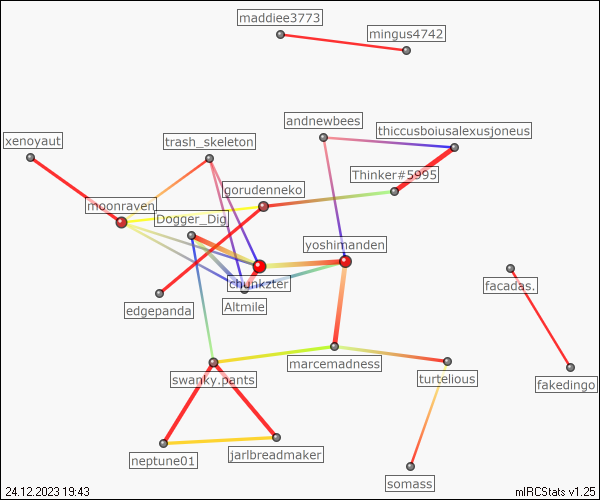 maddiee3773
mingus4742
andnewbees
thiccusboiusalexusjoneus
xenoyaut
trash_skeleton
Thinker#5995
gorudenneko
moonraven
Dogger_Dig
yoshimanden
chunkzter
facadas.
Altmile
edgepanda
marcemadness
swanky.pants
turtelious
fakedingo
jarlbreadmaker
neptune01
somass
24.12.2023 19:43
mIRCStats v1.25